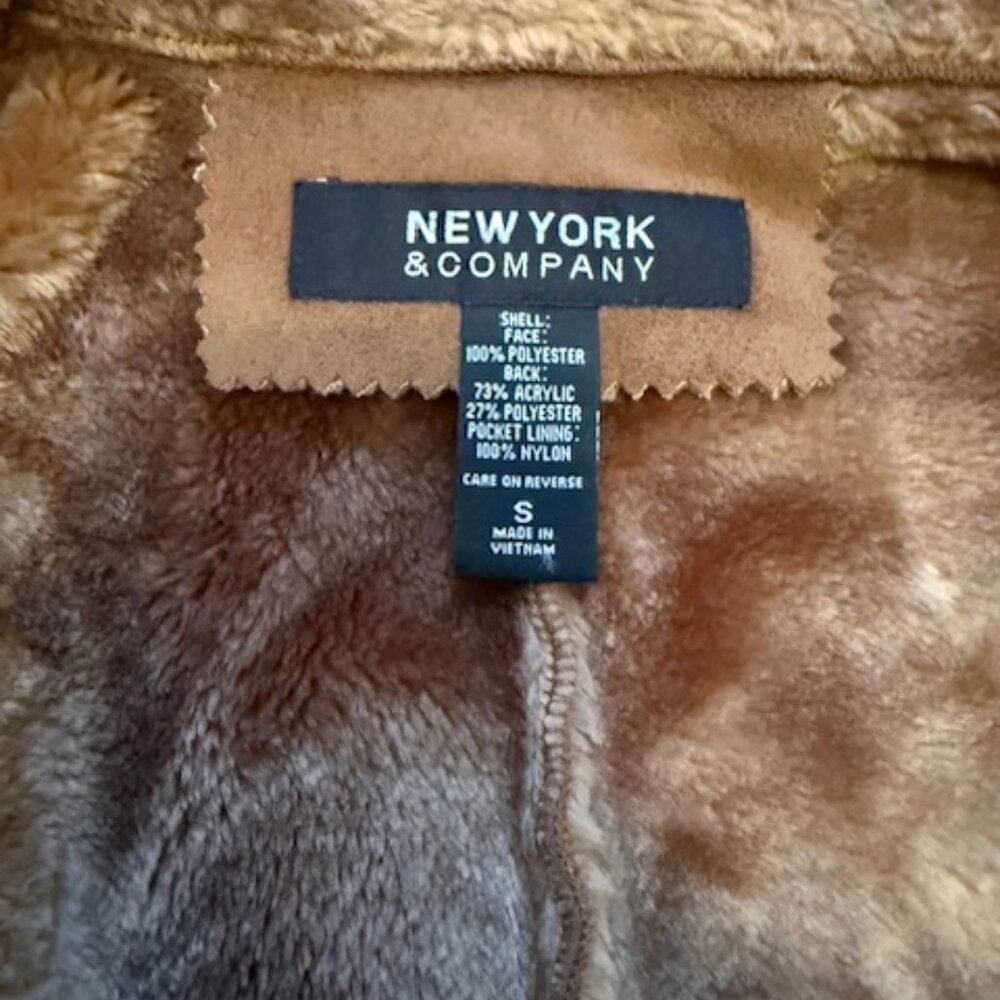 NEW YORK
& COMPANY
SHELL:
FACE:
100% POLYESTER
BACK:
73% ACRYLIC
27% POLYESTER
POCKET LINING:
100% NYLON
CARE ON REVERSE
S
MADE IN
VIETNAM